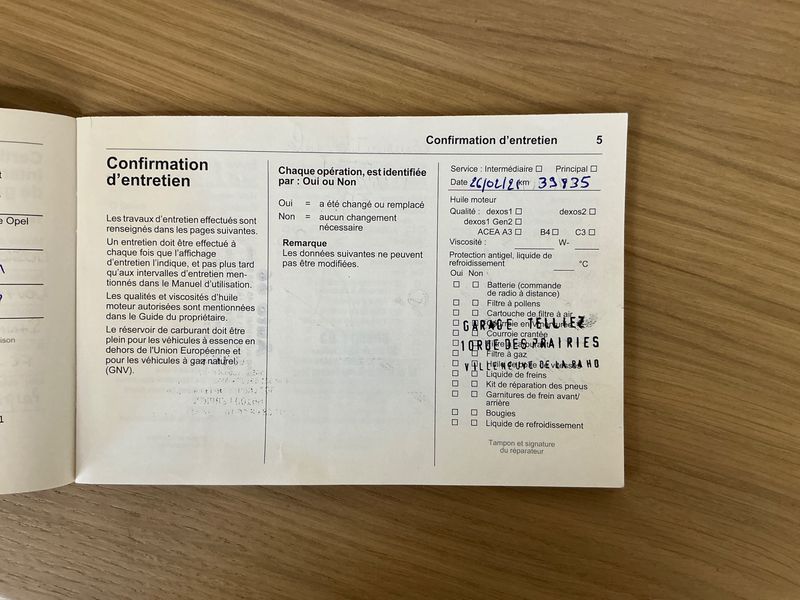 e Opel
ison
1
Confirmation d'entretien 5
Confirmation
d'entretien
Les travaux d'entretien effectués sont
renseignés dans les pages suivantes.
Un entretien doit être effectué à
chaque fois que l'affichage
d'entretien l'indique, et pas plus tard
qu'aux intervalles d'entretien men-
tionnés dans le Manuel d'utilisation.
Les qualités et viscosités d'huile
moteur autorisées sont mentionnées
dans le Guide du propriétaire.
Le réservoir de carburant doit être
plein pour les véhicules à essence en
dehors de l'Union Européenne et
pour les véhicules à gaz naturel
(GNV).
Chaque opération, est identifiée
par : Oui ou Non
Oui = a été changé ou remplacé
Non = aucun changement
nécessaire
Remarque
Les données suivantes ne peuvent
pas être modifiées.
Service : Intermédiaire Principal
Date 26/02/21 km 33935
Huile moteur
Qualité : dexos1 dexos2
dexos1 Gen2
ACEA A3 B4 C3
Viscosité : W-
Protection antigel, liquide de
refroidissement °C
Oui Non
Batterie (commande
de radio à distance)
Filtre à pollens
Cartouche de filtre à air
GARAGE TELLIEZ
Courroie crantée
10 RUE DES PRAIRIES
Filtre à gaz
VILLENEUVE DE LA RAHO
Liquide de freins
Kit de réparation des pneus
Garnitures de frein avant/
arrière
Bougies
Liquide de refroidissement
Tampon et signature
du réparateur